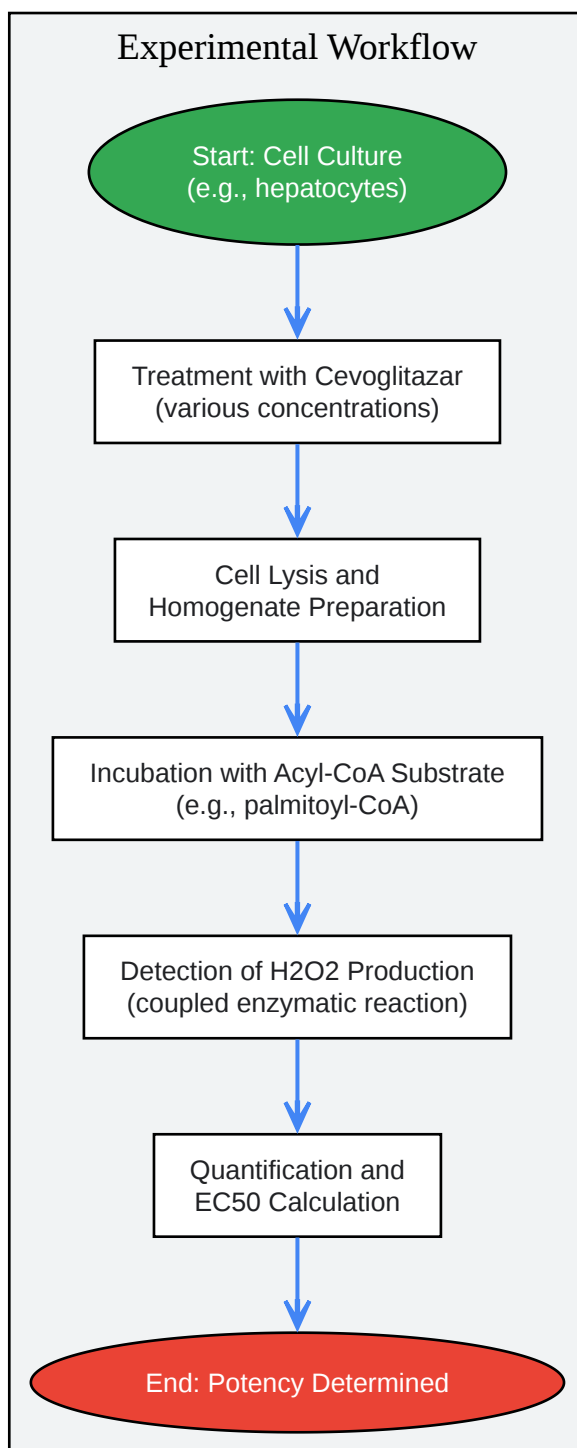 Experimental Workflow
Start: Cell Culture
(e.g., hepatocytes)
Treatment with Cevoglitazar
(various concentrations)
Cell Lysis and
Homogenate Preparation
Incubation with Acyl-CoA Substrate
(e.g., palmitoyl-CoA)
Detection of H2O2 Production
(coupled enzymatic reaction)
Quantification and
EC50 Calculation
End: Potency Determined